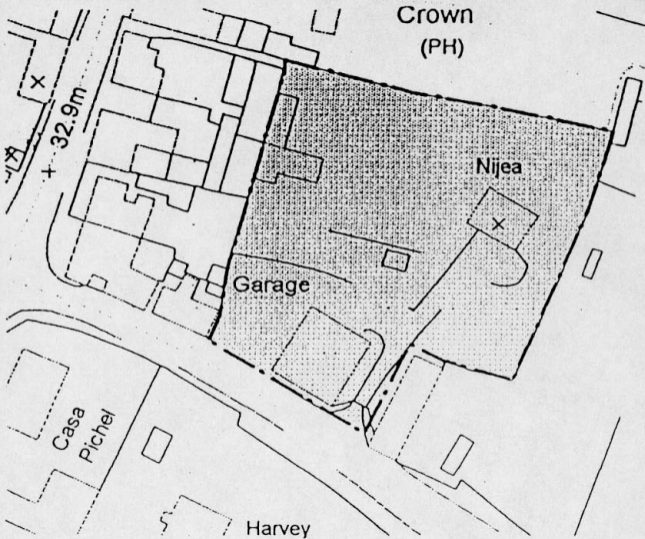 Crown
(PH)
32.9m
Nijea
Garage
Casa
Pichel
Harvey